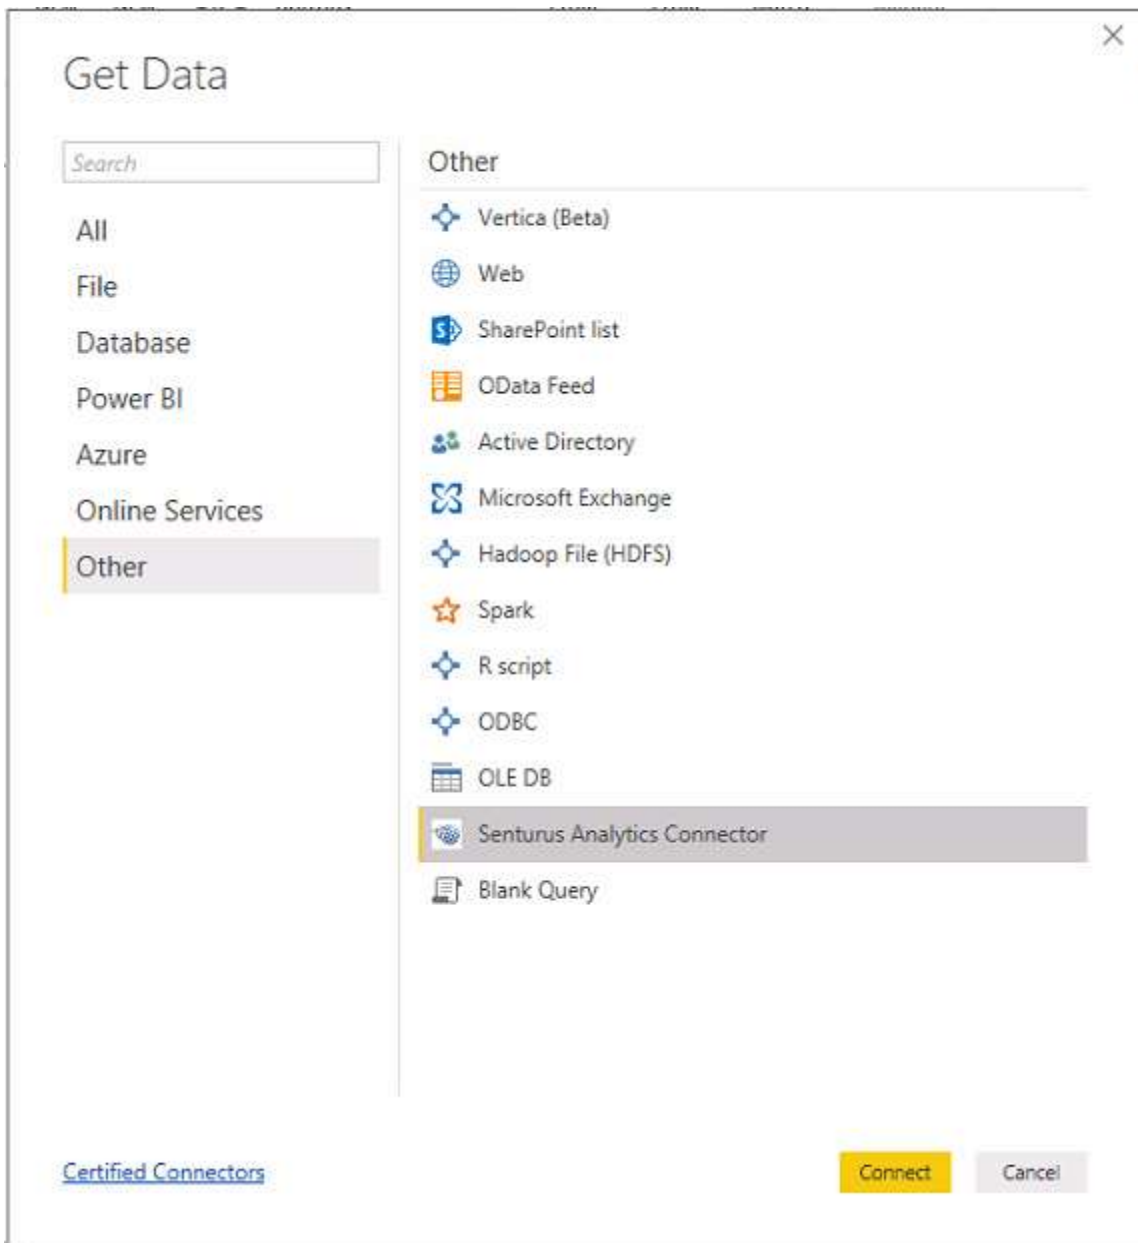 Get Data
Search
All
File
Database
Power BI
Azure
Online Services
Other
Other
Vertica (Beta)
Web
SharePoint list
OData Feed
Active Directory
Microsoft Exchange
Hadoop File (HDFS)
Spark
R script
ODBC
OLE DB
Senturus Analytics Connector
Blank Query
Certified Connectors
Connect
Cancel